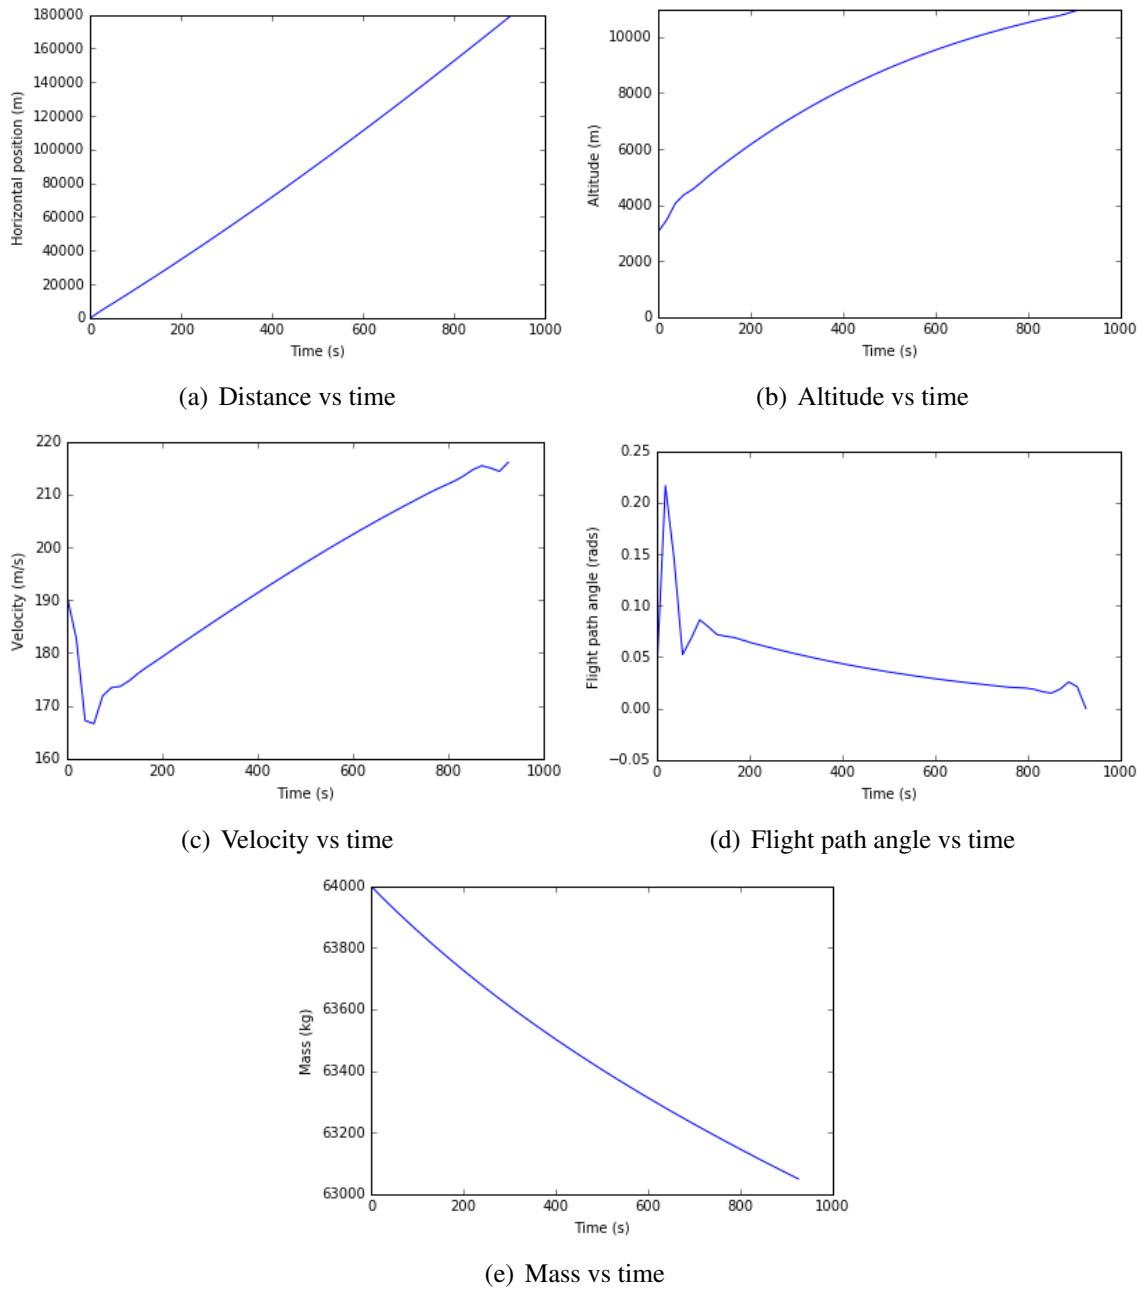 180000
160000
140000
120000
100000
80000
60000
40000
20000
0
Horizontal position (m)
0 200 400 600 800 1000
Time (s)
(a) Distance vs time
10000
8000
6000
4000
2000
0
Altitude (m)
0 200 400 600 800 1000
Time (s)
(b) Altitude vs time
220
210
200
190
180
170
160
Velocity (m/s)
0 200 400 600 800 1000
Time (s)
(c) Velocity vs time
0.25
0.20
0.15
0.10
0.05
0.00
−0.05
Flight path angle (rads)
0 200 400 600 800 1000
Time (s)
(d) Flight path angle vs time
64000
63800
63600
63400
63200
63000
Mass (kg)
0 200 400 600 800 1000
Time (s)
(e) Mass vs time